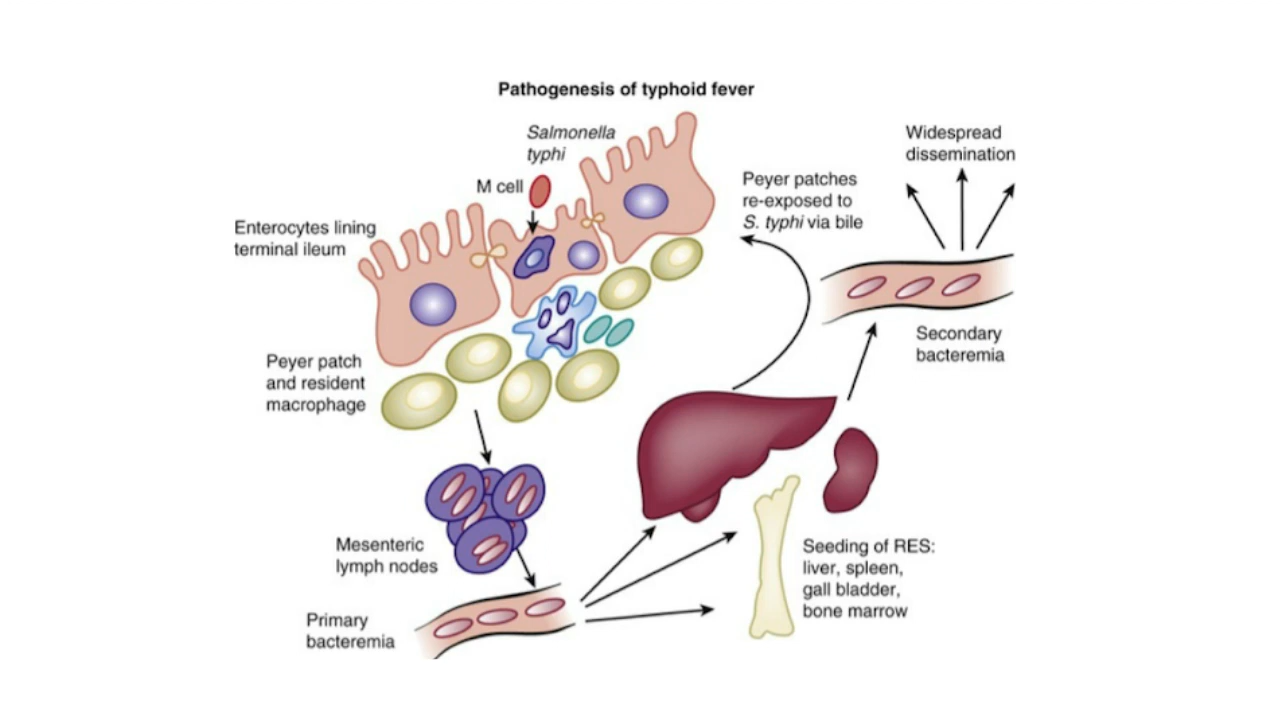 Pathogenesis of typhoid fever
Salmonella
typhi
M cell
Enterocytes lining
terminal ileum
Peyer patch
and resident
macrophage
Mesenteric
lymph nodes
Primary
bacteremia
Peyer patches
re-exposed to
S. typhi via bile
Widespread
dissemination
Secondary
bacteremia
Seeding of RES:
liver, spleen,
gall bladder,
bone marrow